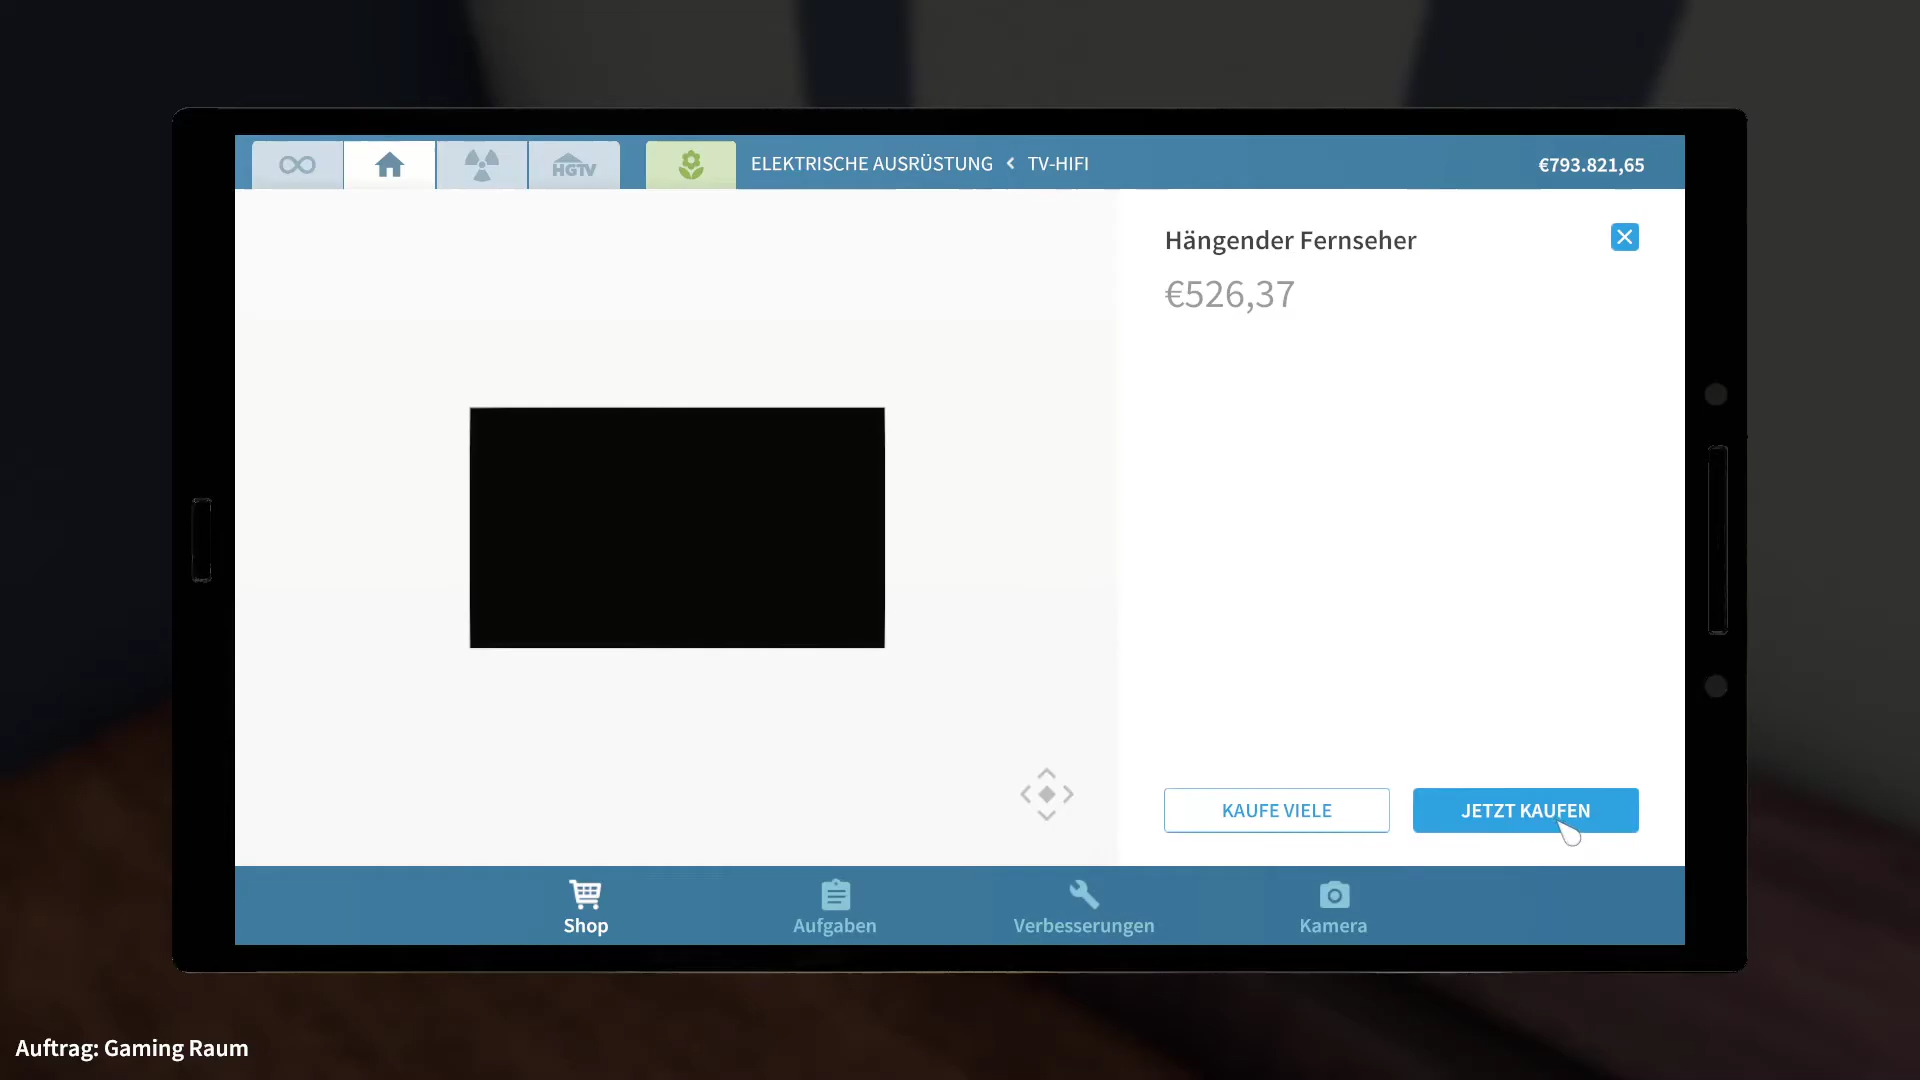 HGTV
ELEKTRISCHE AUSRÜSTUNG < TV-HIFI
€793.821,65
Hängender Fernseher
€526,37
KAUFE VIELE
JETZT KAUFEN
Shop
Aufgaben
Verbesserungen
Kamera
Auftrag: Gaming Raum